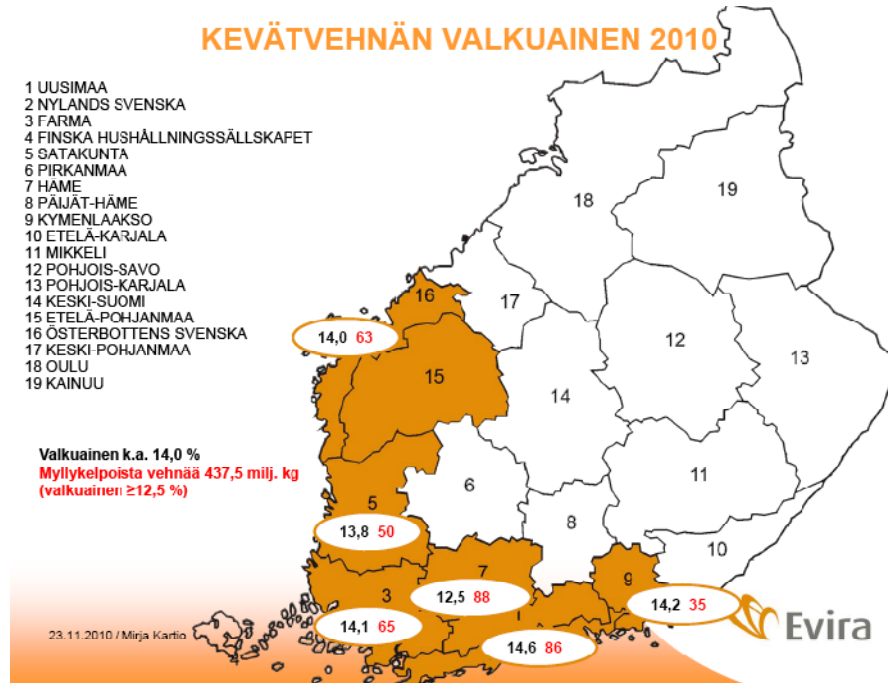 KEVÄTVEHNÄN VALKUAINEN 2010
1 UUSIMAA
2 NYLANDS SVENSKA
3 FARMA
4 FINSKA HUSHÅLLNINGSSÄLLSKAPET
5 SATAKUNTA
6 PIRKANMAA
7 HÄME
8 PÄIJÄT-HÄME
9 KYMENLAAKSO
10 ETELÄ-KARJALA
11 MIKKELI
12 POHJOIS-SAVO
13 POHJOIS-KARJALA
14 KESKI-SUOMI
15 ETELÄ-POHJANMAA
16 ÖSTERBOTTENS SVENSKA
17 KESKI-POHJANMAA
18 OULU
19 KAINUU
18
19
16
17
14,0 63
12
13
15
14
Valkuainen k.a. 14,0 %
Myllykelpoista vehnää 437,5 milj. kg
(valkuainen ≥12,5 %)
11
6
5
8
13,8 50
10
7
9
3
12,5 88
14,2 35
14,1 65
14,6 86
23.11.2010 / Mirja Kartio
Evira